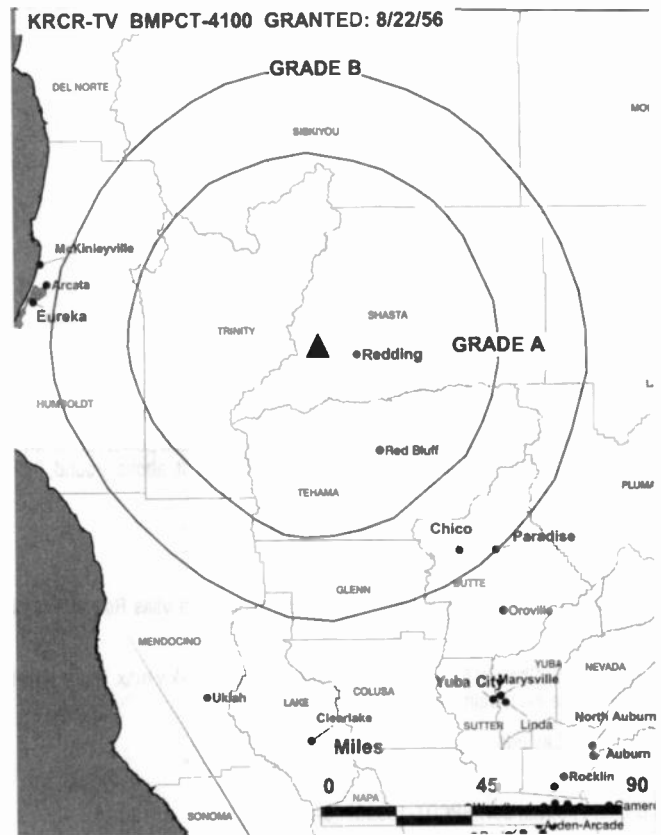 KRCR-TV BMPCT-4100 GRANTED: 8/22/56
GRADE B
DEL NORTE
SIBKIYOU
McKinleyville
Arcata
Eureka
TRINITY
SHASTA
GRADE A
Redding
HUMBOLDT
Red Bluff
TEHAMA
PLUMA
Chico
Paradise
GLENN
BUTTE
Oroville
MENDOCINO
YUBA
NEVADA
Yuba City
Marysville
Ukiah
LAKE
COLUSA
SUTTER
Linda
North Auburn
Clearlake
Miles
Auburn
Rocklin
0 45 90
NAPA
SONOMA
Arden-Arcade